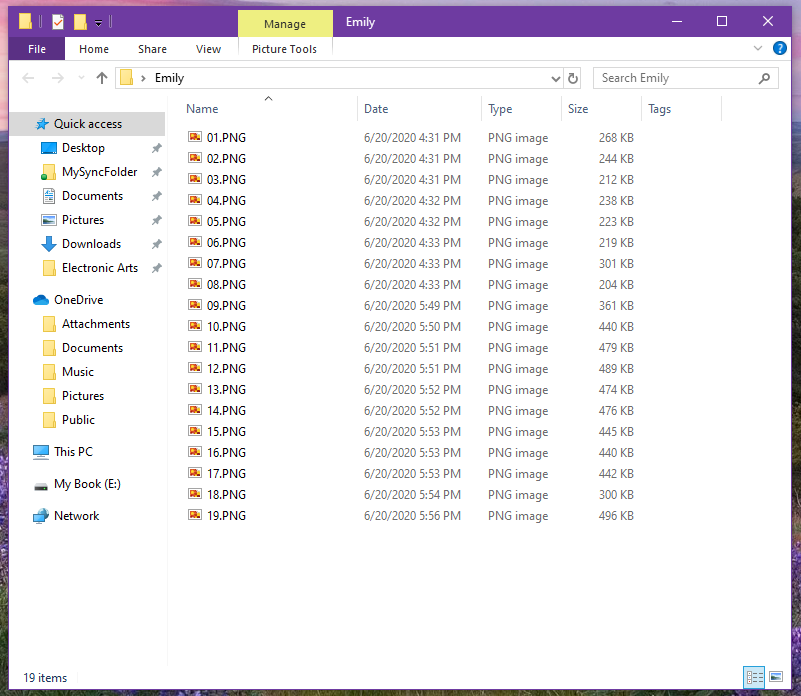 Manage
Emily
File Home Share View Picture Tools
Emily
Search Emily
Name Date Type Size Tags
Quick access
Desktop
MySyncFolder
Documents
Pictures
Downloads
Electronic Arts
OneDrive
Attachments
Documents
Music
Pictures
Public
This PC
My Book (E:)
Network
01.PNG 6/20/2020 4:31 PM PNG image 268 KB
02.PNG 6/20/2020 4:31 PM PNG image 244 KB
03.PNG 6/20/2020 4:31 PM PNG image 212 KB
04.PNG 6/20/2020 4:32 PM PNG image 238 KB
05.PNG 6/20/2020 4:32 PM PNG image 223 KB
06.PNG 6/20/2020 4:33 PM PNG image 219 KB
07.PNG 6/20/2020 4:33 PM PNG image 301 KB
08.PNG 6/20/2020 4:33 PM PNG image 204 KB
09.PNG 6/20/2020 5:49 PM PNG image 361 KB
10.PNG 6/20/2020 5:50 PM PNG image 440 KB
11.PNG 6/20/2020 5:51 PM PNG image 479 KB
12.PNG 6/20/2020 5:51 PM PNG image 489 KB
13.PNG 6/20/2020 5:52 PM PNG image 474 KB
14.PNG 6/20/2020 5:52 PM PNG image 476 KB
15.PNG 6/20/2020 5:53 PM PNG image 445 KB
16.PNG 6/20/2020 5:53 PM PNG image 440 KB
17.PNG 6/20/2020 5:53 PM PNG image 442 KB
18.PNG 6/20/2020 5:54 PM PNG image 300 KB
19.PNG 6/20/2020 5:56 PM PNG image 496 KB
19 items